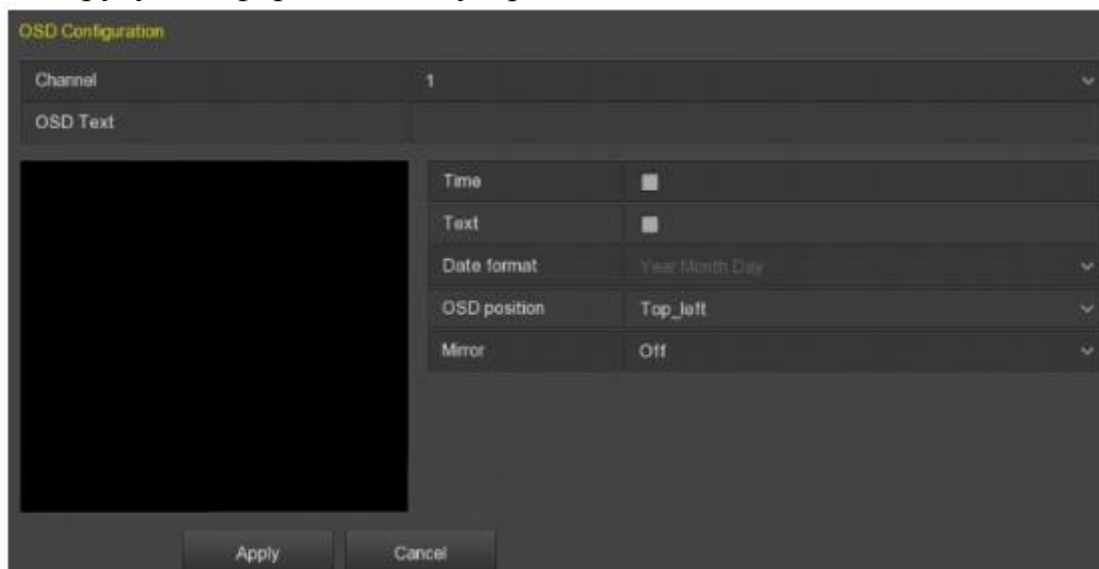 OSD Configuration
Channel 1
OSD Text
Time
Text
Date format Year Month Day
OSD position Top_left
Mirror Off
Apply Cancel